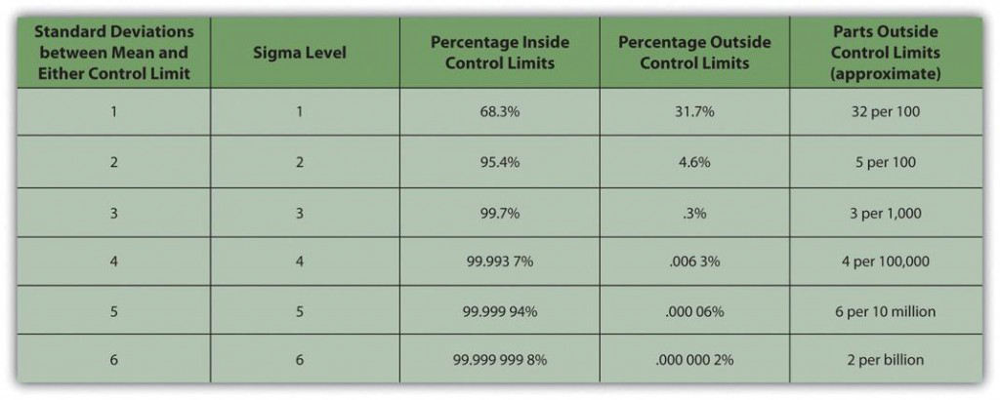 Standard Deviations
between Mean and
Either Control Limit
Sigma Level
Percentage Inside
Control Limits
Percentage Outside
Control Limits
Parts Outside
Control Limits
(approximate)
1
1
68.3%
31.7%
32 per 100
2
2
95.4%
4.6%
5 per 100
3
3
99.7%
.3%
3 per 1,000
4
4
99.993 7%
.006 3%
4 per 100,000
5
5
99.999 94%
.000 06%
6 per 10 million
6
6
99.999 999 8%
.000 000 2%
2 per billion